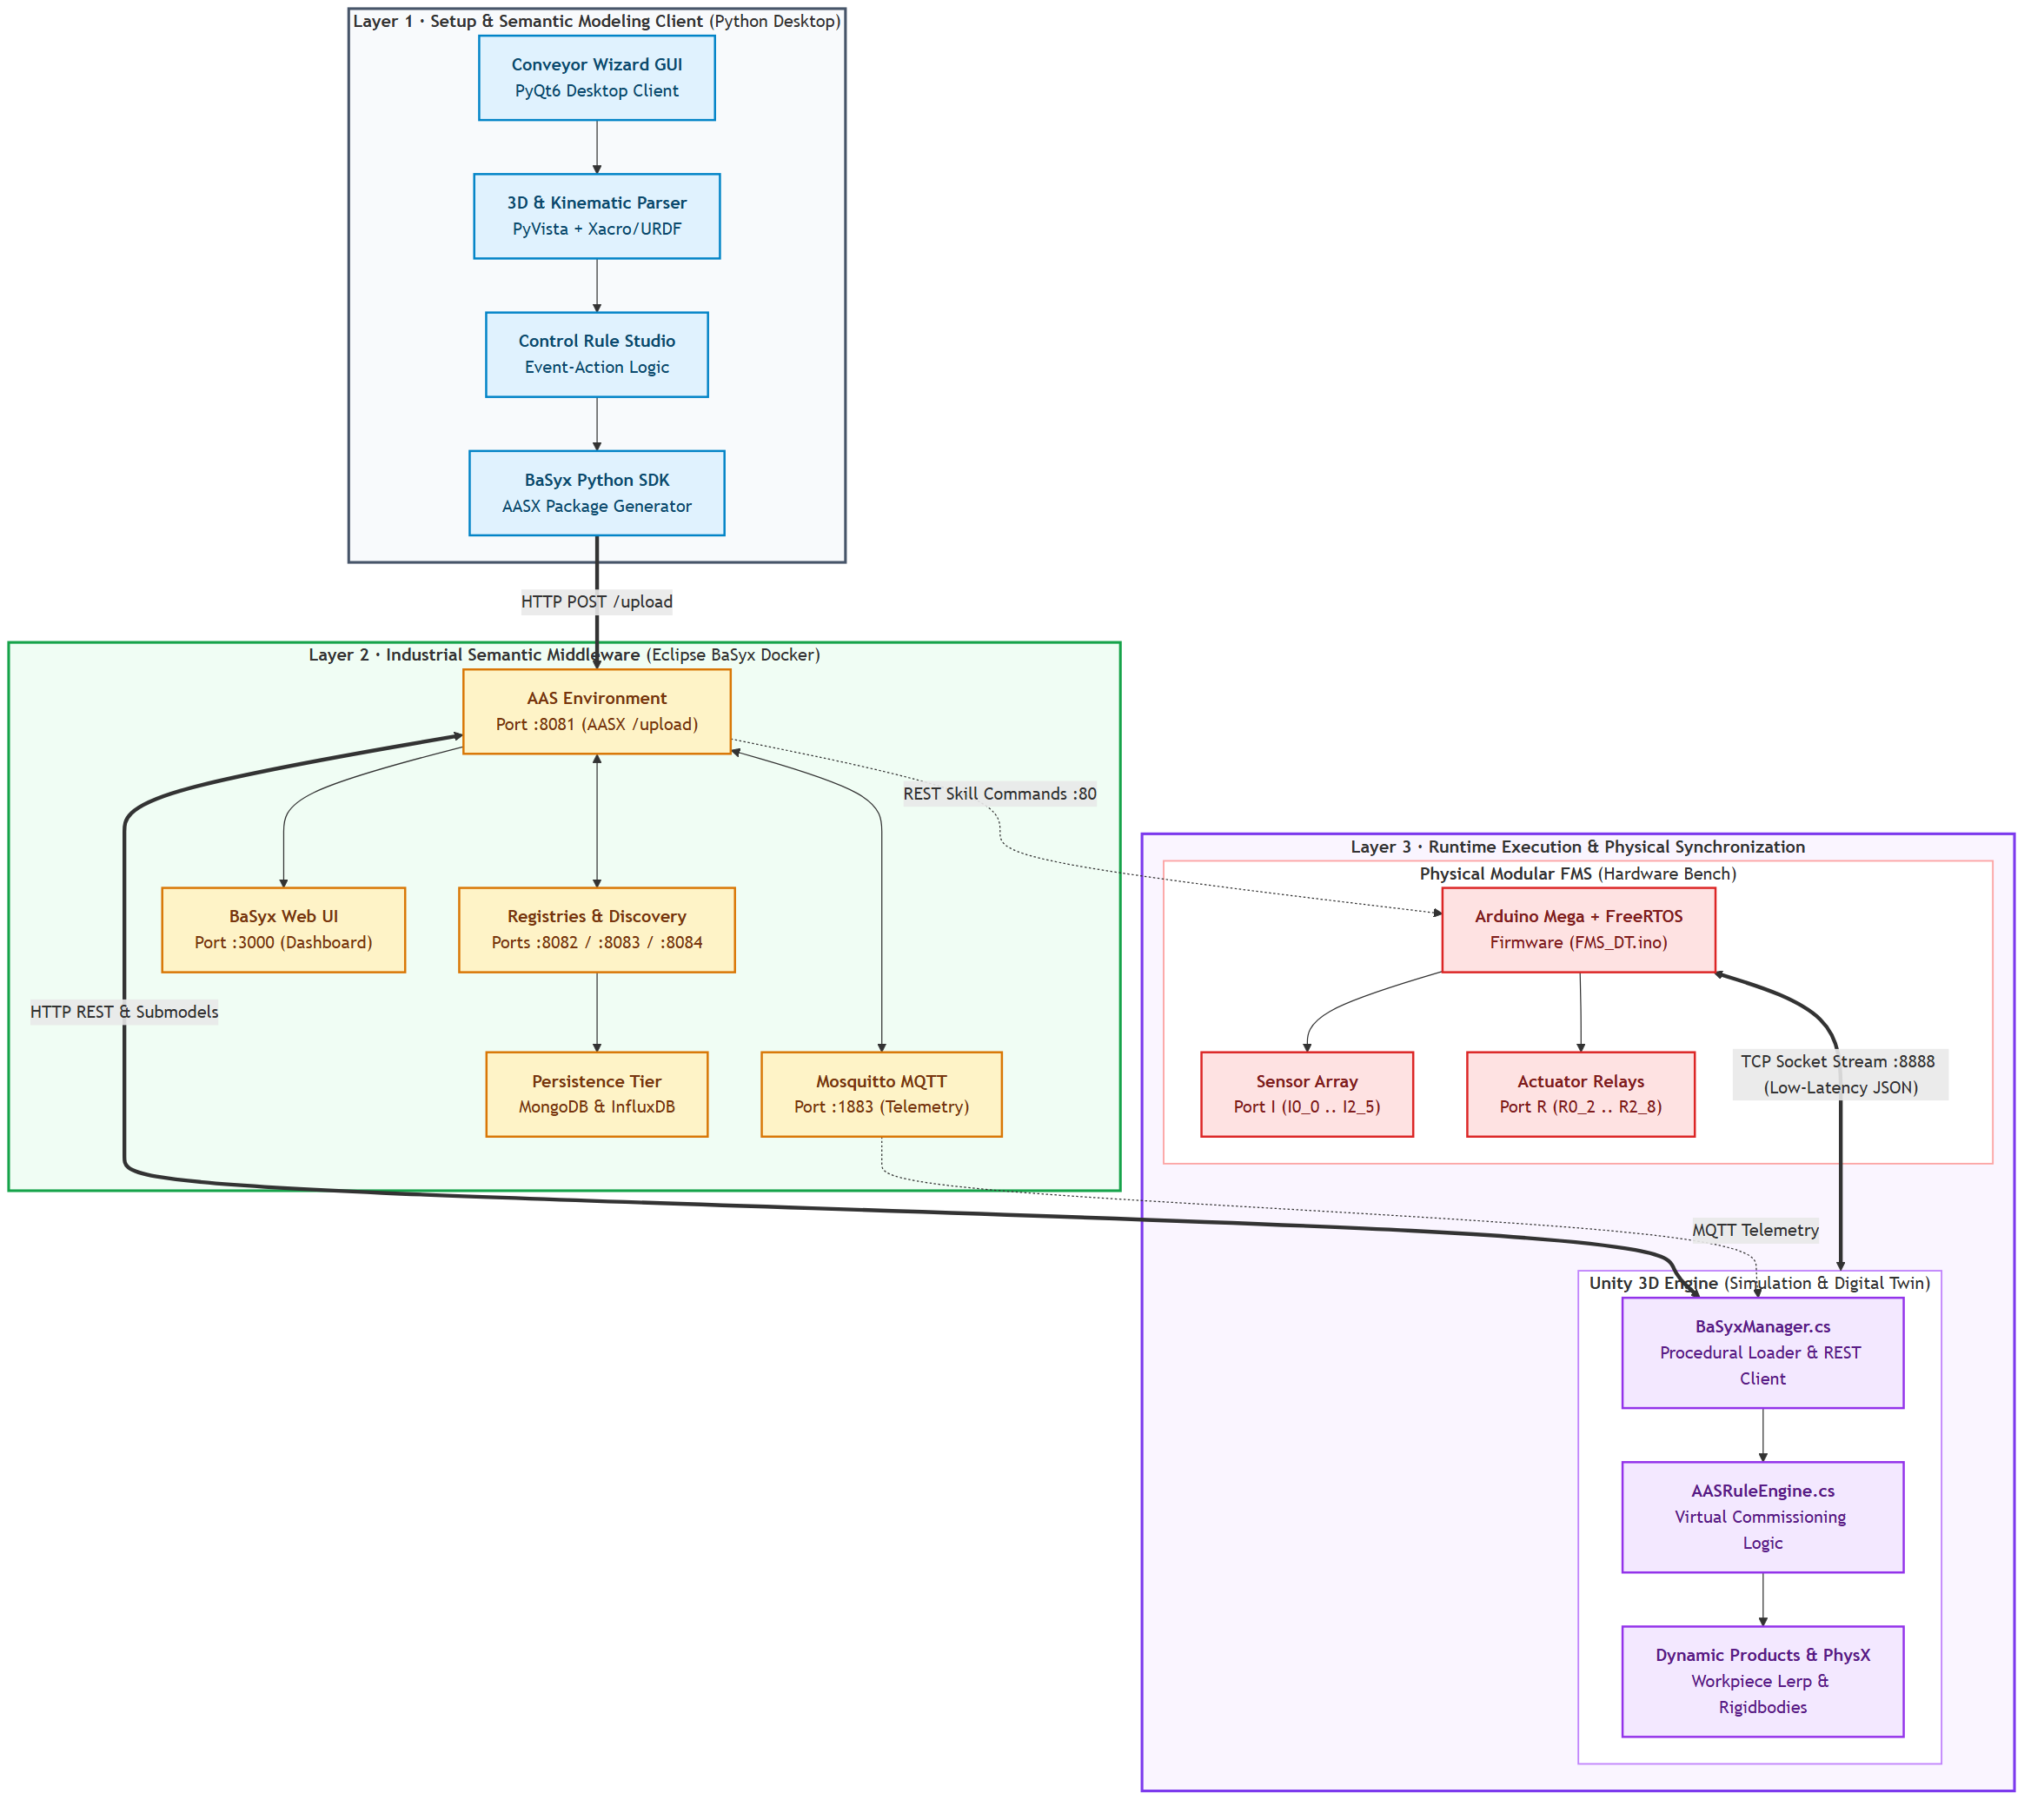 Layer 1 · Setup & Semantic Modeling Client (Python Desktop)
Conveyor Wizard GUI
PyQt6 Desktop Client
3D & Kinematic Parser
PyVista + Xacro/URDF
Control Rule Studio
Event-Action Logic
BaSyx Python SDK
AASX Package Generator
HTTP POST /upload
Layer 2 · Industrial Semantic Middleware (Eclipse BaSyx Docker)
AAS Environment
Port :8081 (AASX /upload)
REST Skill Commands :80
BaSyx Web UI
Port :3000 (Dashboard)
Registries & Discovery
Ports :8082 / :8083 / :8084
HTTP REST & Submodels
Persistence Tier
MongoDB & InfluxDB
Mosquitto MQTT
Port :1883 (Telemetry)
Layer 3 · Runtime Execution & Physical Synchronization
Physical Modular FMS (Hardware Bench)
Arduino Mega + FreeRTOS
Firmware (FMS_DT.ino)
Sensor Array
Port I (I0_0 .. I2_5)
Actuator Relays
Port R (R0_2 .. R2_8)
TCP Socket Stream :8888
(Low-Latency JSON)
MQTT Telemetry
Unity 3D Engine (Simulation & Digital Twin)
BaSyxManager.cs
Procedural Loader & REST
Client
AASRuleEngine.cs
Virtual Commissioning
Logic
Dynamic Products & PhysX
Workpiece Lerp &
Rigidbodies